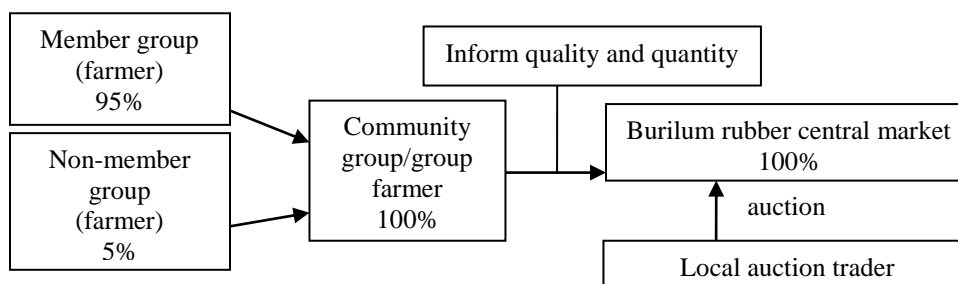 Member group
(farmer)
95%
Non-member
group
(farmer)
5%
Community
group/group
farmer
100%
Inform quality and quantity
Burilum rubber central market
100%
auction
Local auction trader